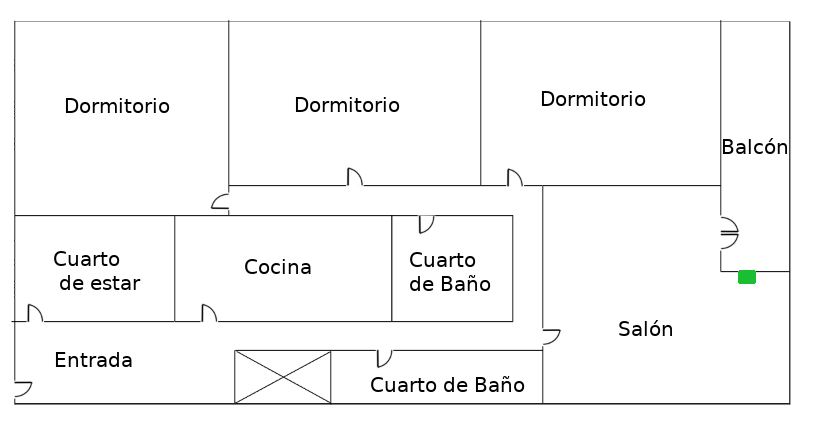 Dormitorio
Dormitorio
Dormitorio
Balcón
Cuarto
de estar
Cocina
Cuarto
de Baño
Salón
Entrada
Cuarto de Baño